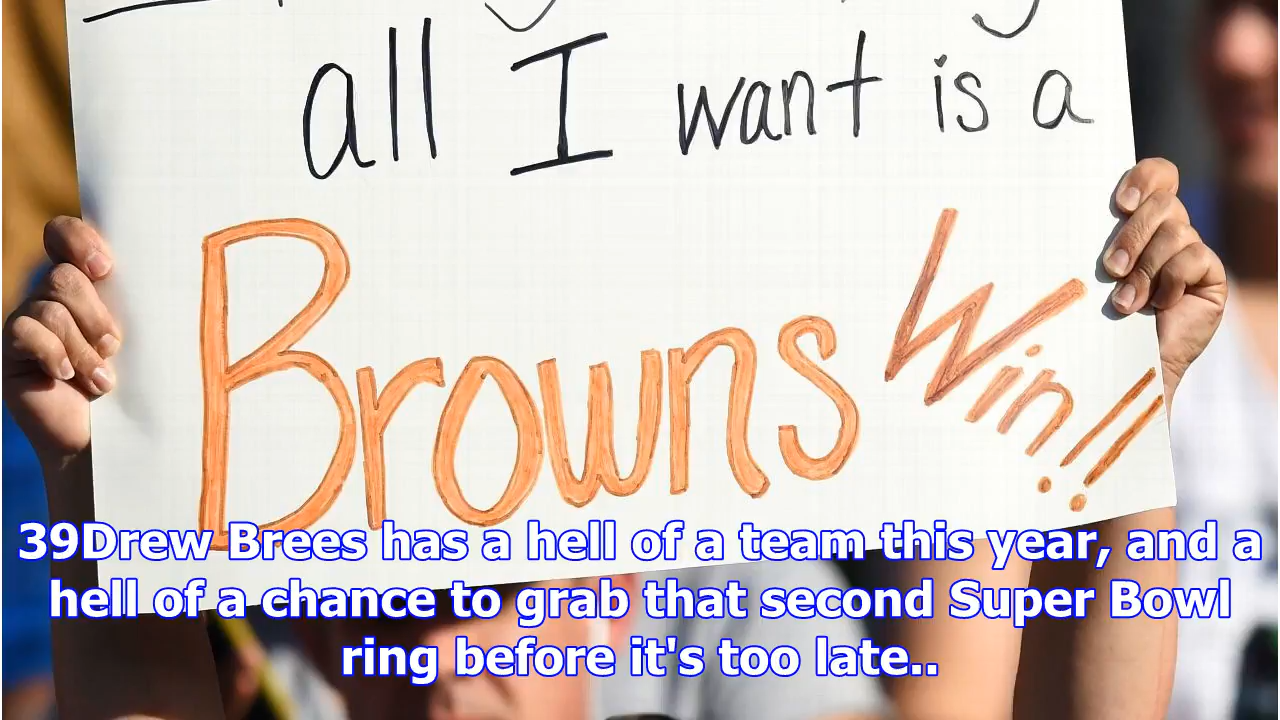 all I want is a
Browns Win!!
39Drew Brees has a hell of a team this year, and a
hell of a chance to grab that second Super Bowl
ring before it's too late..